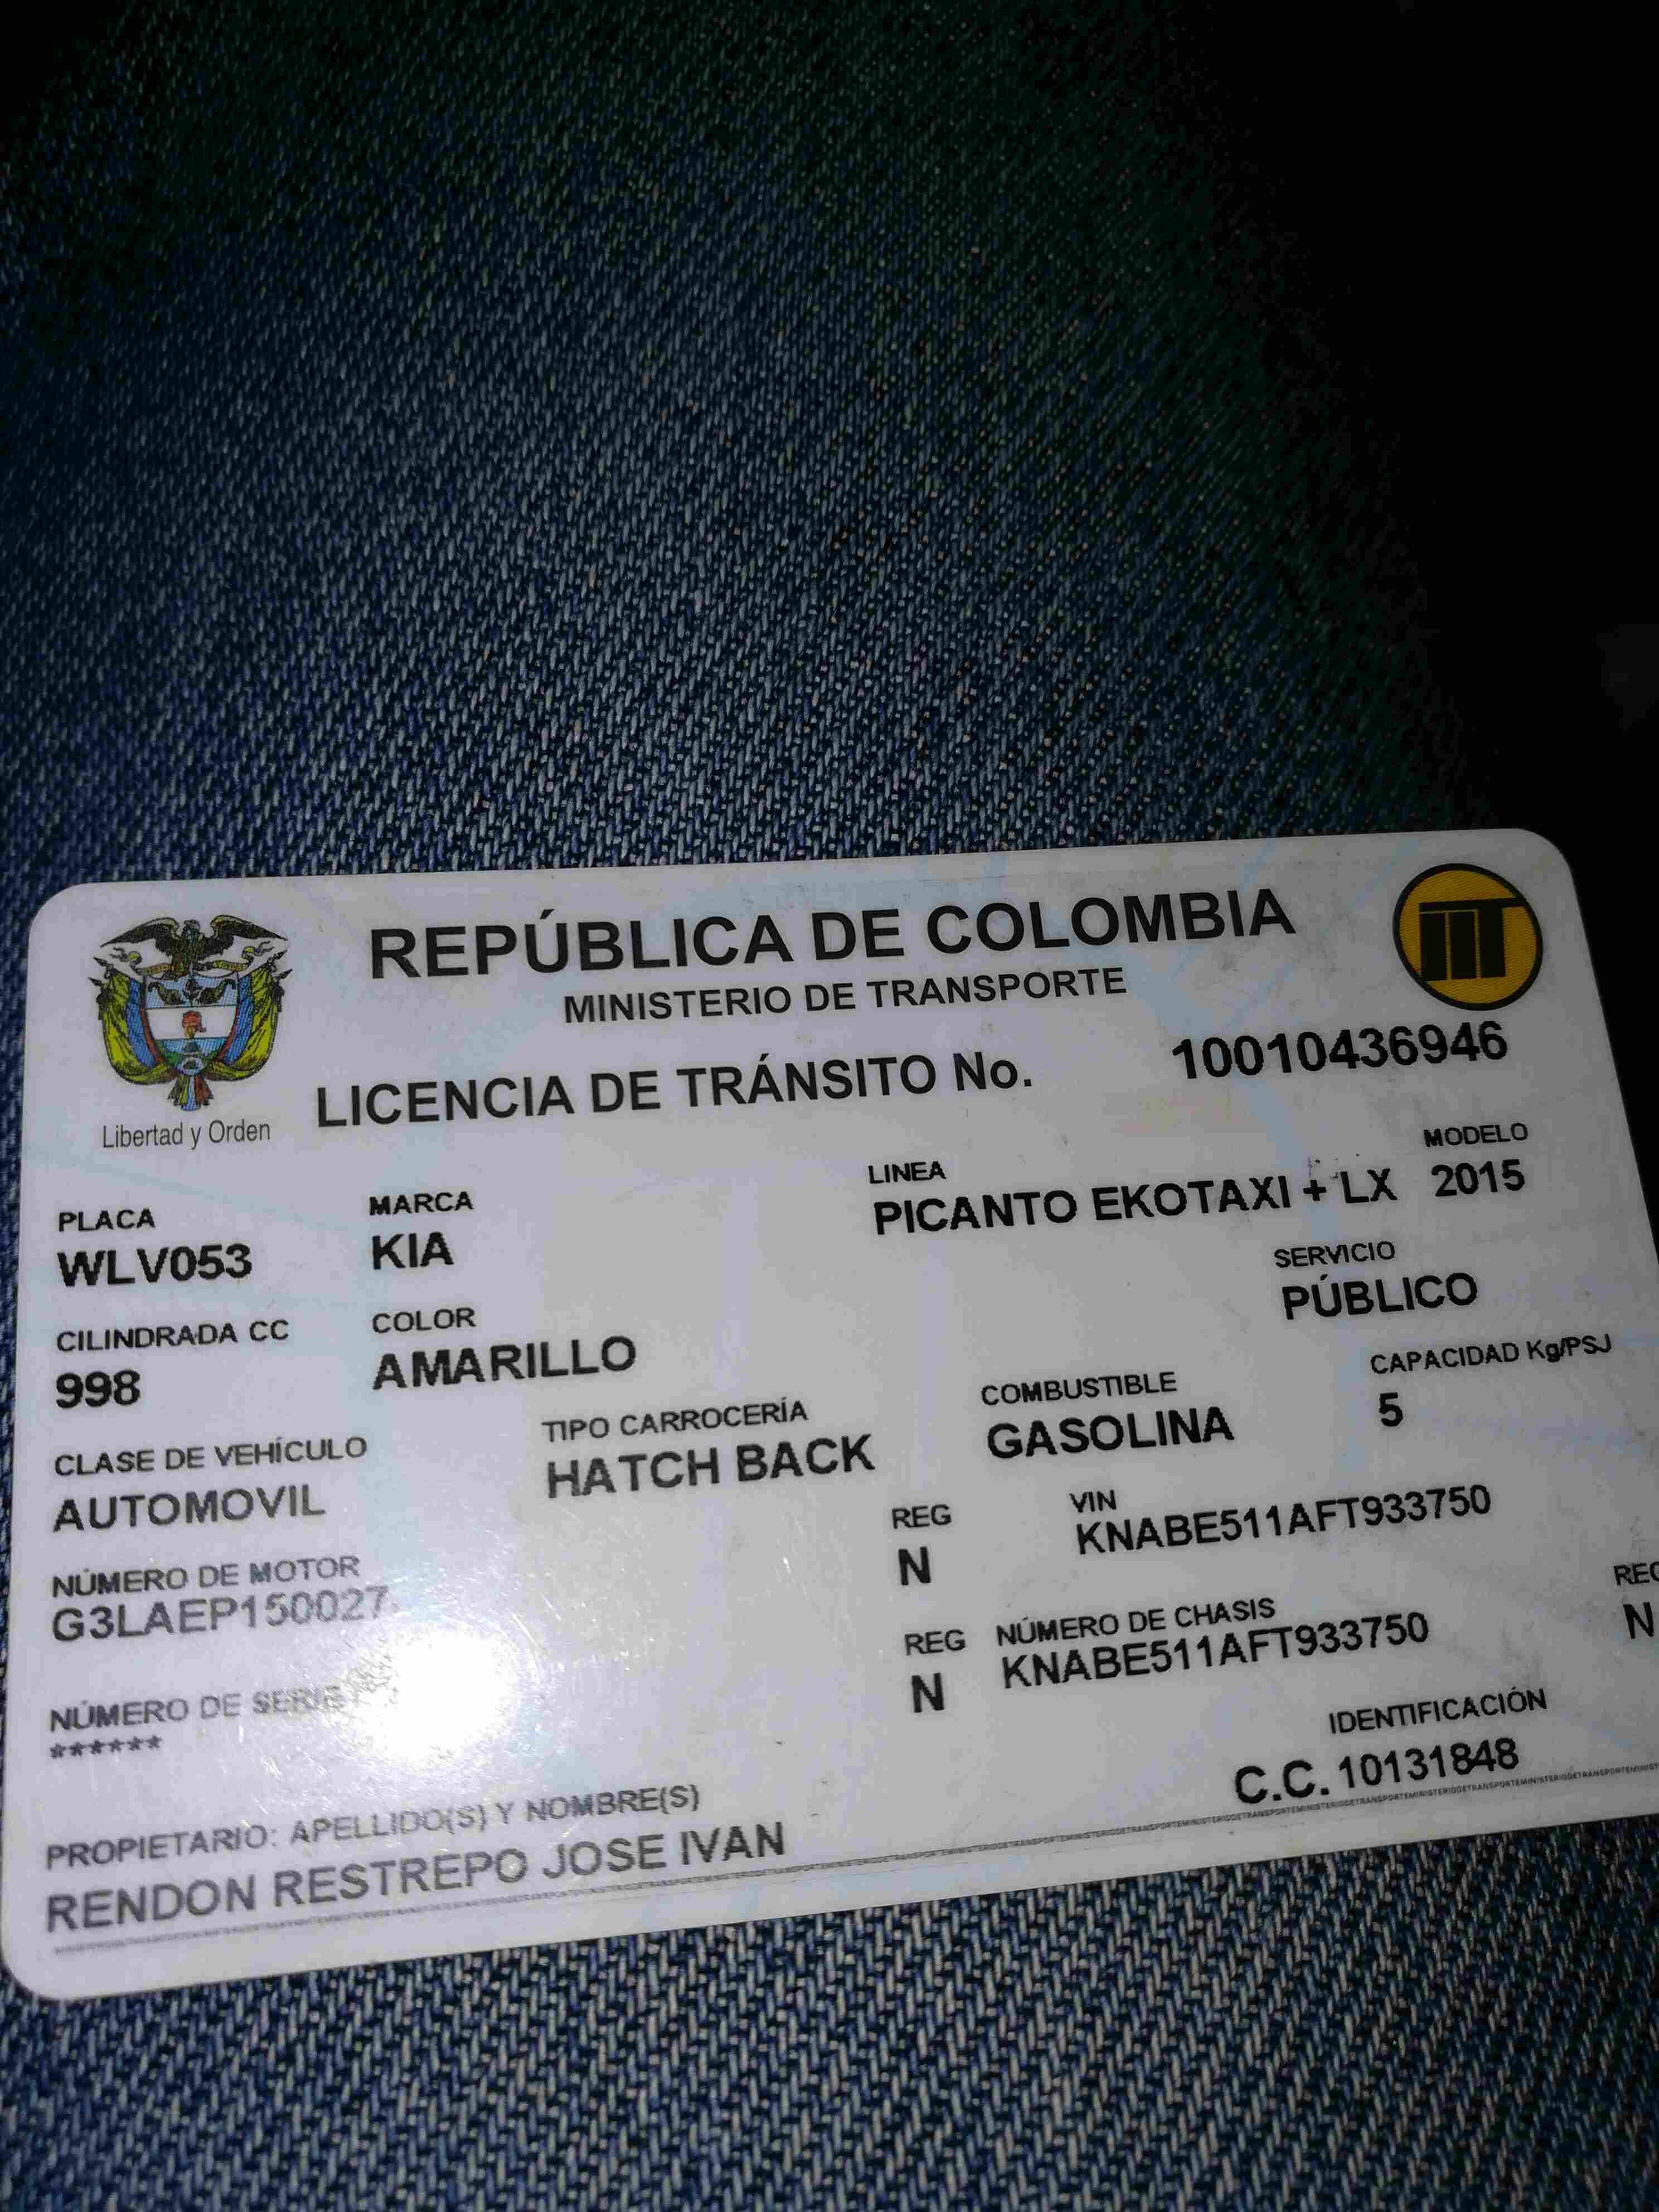 REPÚBLICA DE COLOMBIA
MINISTERIO DE TRANSPORTE
Libertad y Orden
LICENCIA DE TRÁNSITO No. 10010436946
PLACA MARCA LINEA MODELO
WLV053 KIA PICANTO EKOTAXI + LX 2015
CILINDRADA CC COLOR SERVICIO
998 AMARILLO PÚBLICO
CLASE DE VEHÍCULO TIPO CARROCERÍA COMBUSTIBLE CAPACIDAD Kg/PSJ
AUTOMOVIL HATCH BACK GASOLINA 5
NÚMERO DE MOTOR REG VIN
G3LAEP150027 N KNABE511AFT933750
NÚMERO DE SERIE REG NÚMERO DE CHASIS REG
****** N KNABE511AFT933750 N
PROPIETARIO: APELLIDO(S) Y NOMBRE(S) IDENTIFICACIÓN
RENDON RESTREPO JOSE IVAN C.C. 10131848